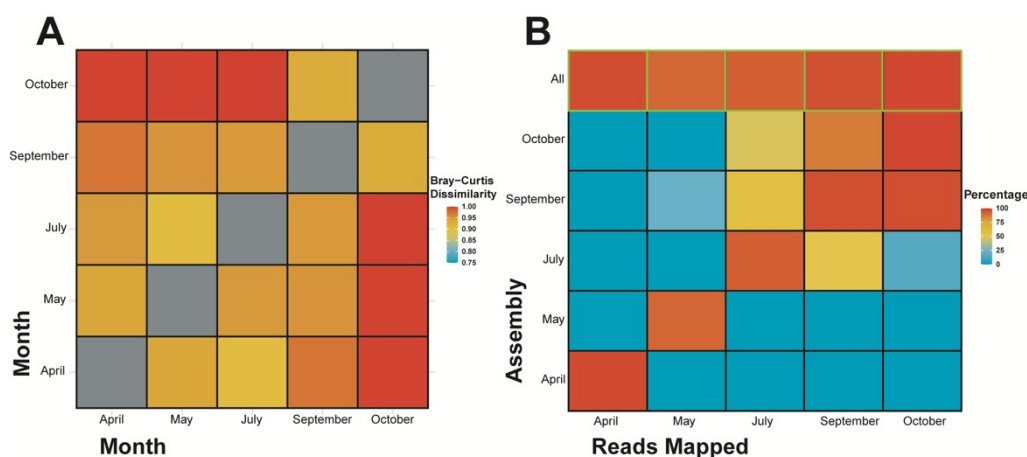 A
October
September
July
May
April
Month
April May July September October
Month
Bray-Curtis
Dissimilarity
1.00
0.95
0.90
0.85
0.80
0.75
B
All
October
September
July
May
April
Assembly
April May July September October
Reads Mapped
Percentage
100
75
50
25
0